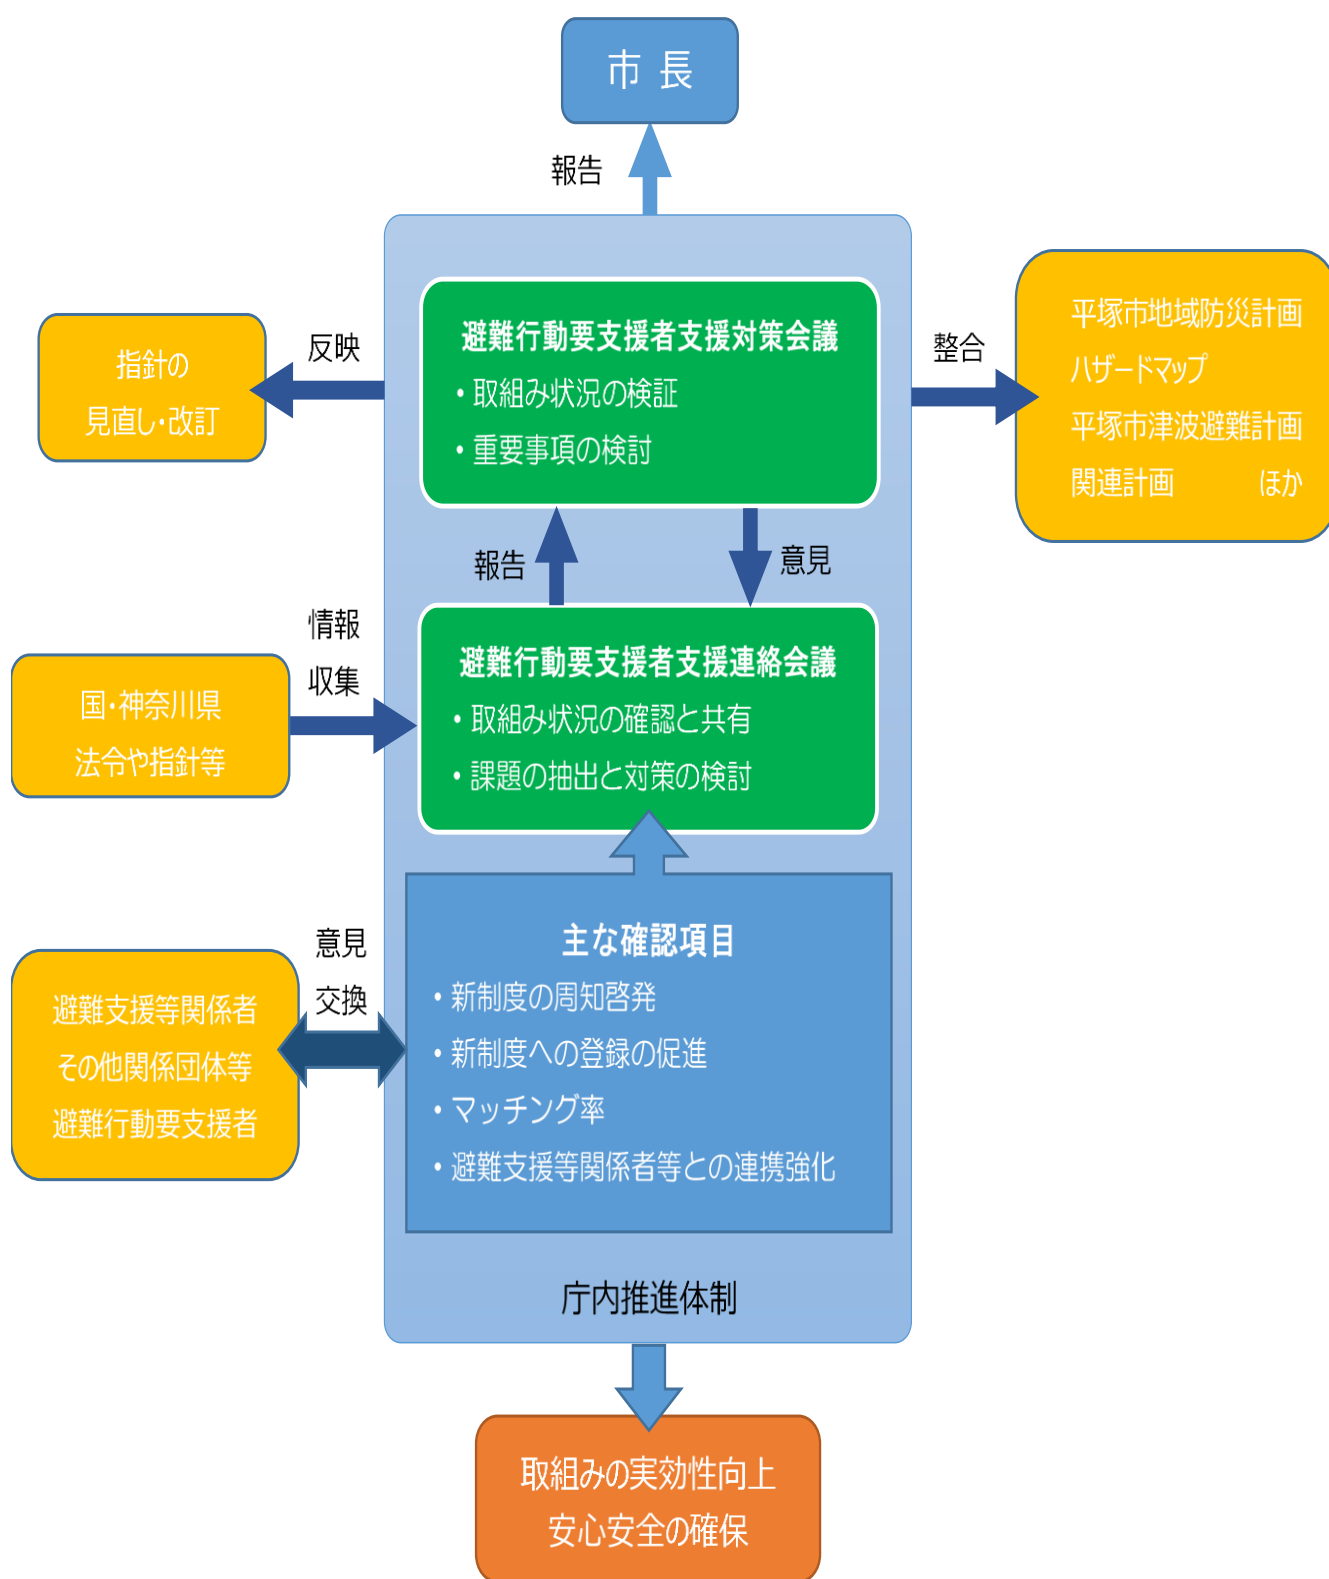 市 長
報告
避難行動要支援者支援対策会議
・取組み状況の検証
・重要事項の検討
反映
指針の
見直し・改訂
整合
平塚市地域防災計画
ハザードマップ
平塚市津波避難計画
関連計画 ほか
報告
意見
情報
収集
国・神奈川県
法令や指針等
避難行動要支援者支援連絡会議
・取組み状況の確認と共有
・課題の抽出と対策の検討
主な確認項目
・新制度の周知啓発
・新制度への登録の促進
・マッチング率
・避難支援等関係者等との連携強化
意見
交換
避難支援等関係者
その他関係団体等
避難行動要支援者
庁内推進体制
取組みの実効性向上
安心安全の確保